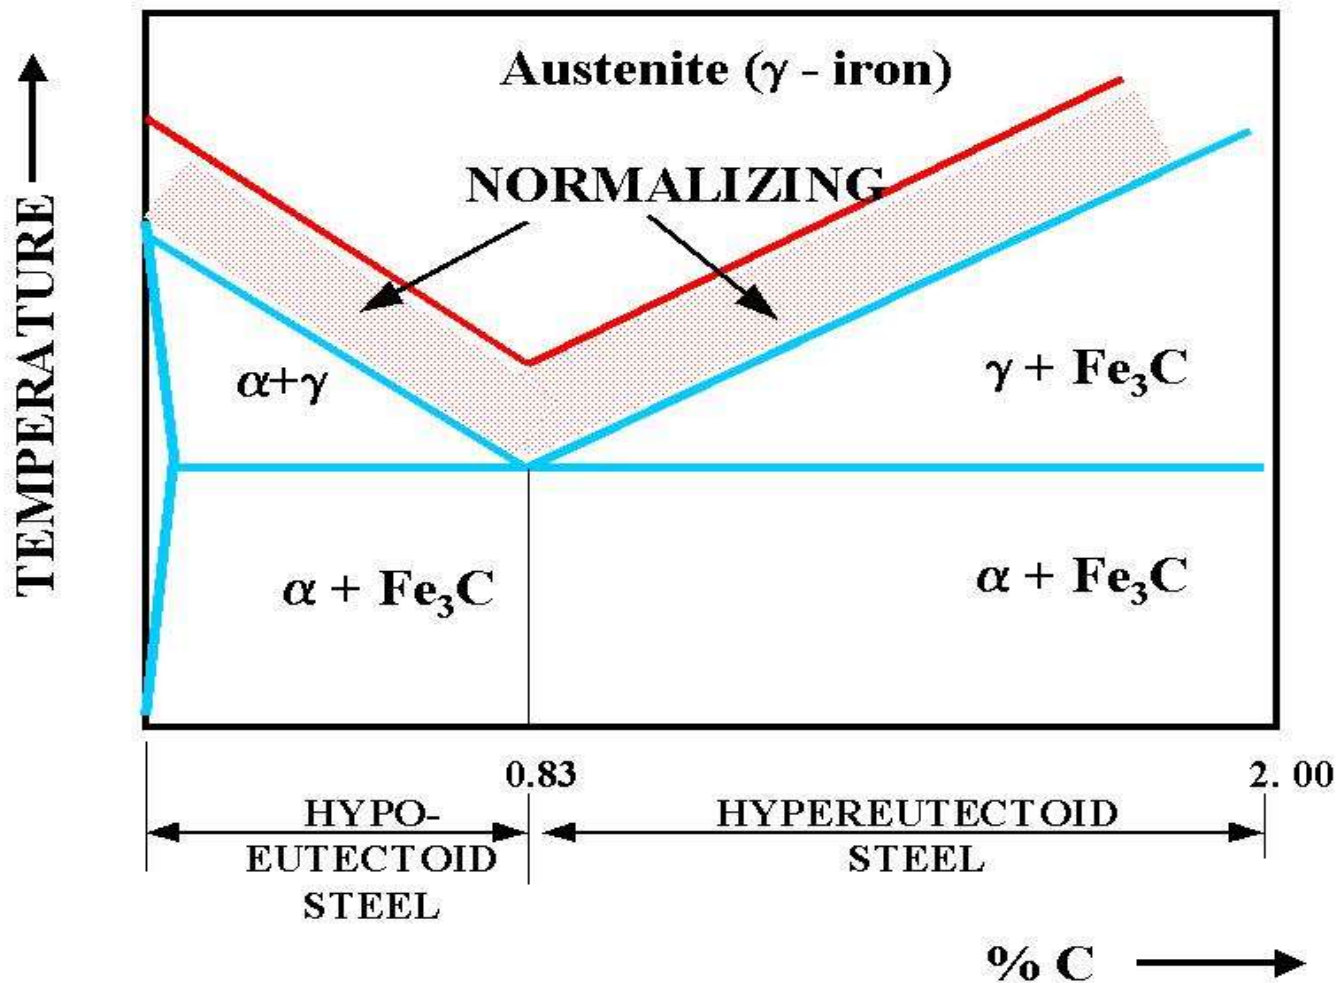 Austenite (γ - iron)
NORMALIZING
TEMPERATURE
α+γ
γ + Fe₃C
α + Fe₃C
α + Fe₃C
0.83
2. 00
HYPO-
EUTECTOID
STEEL
HYPEREUTECTOID
STEEL
% C